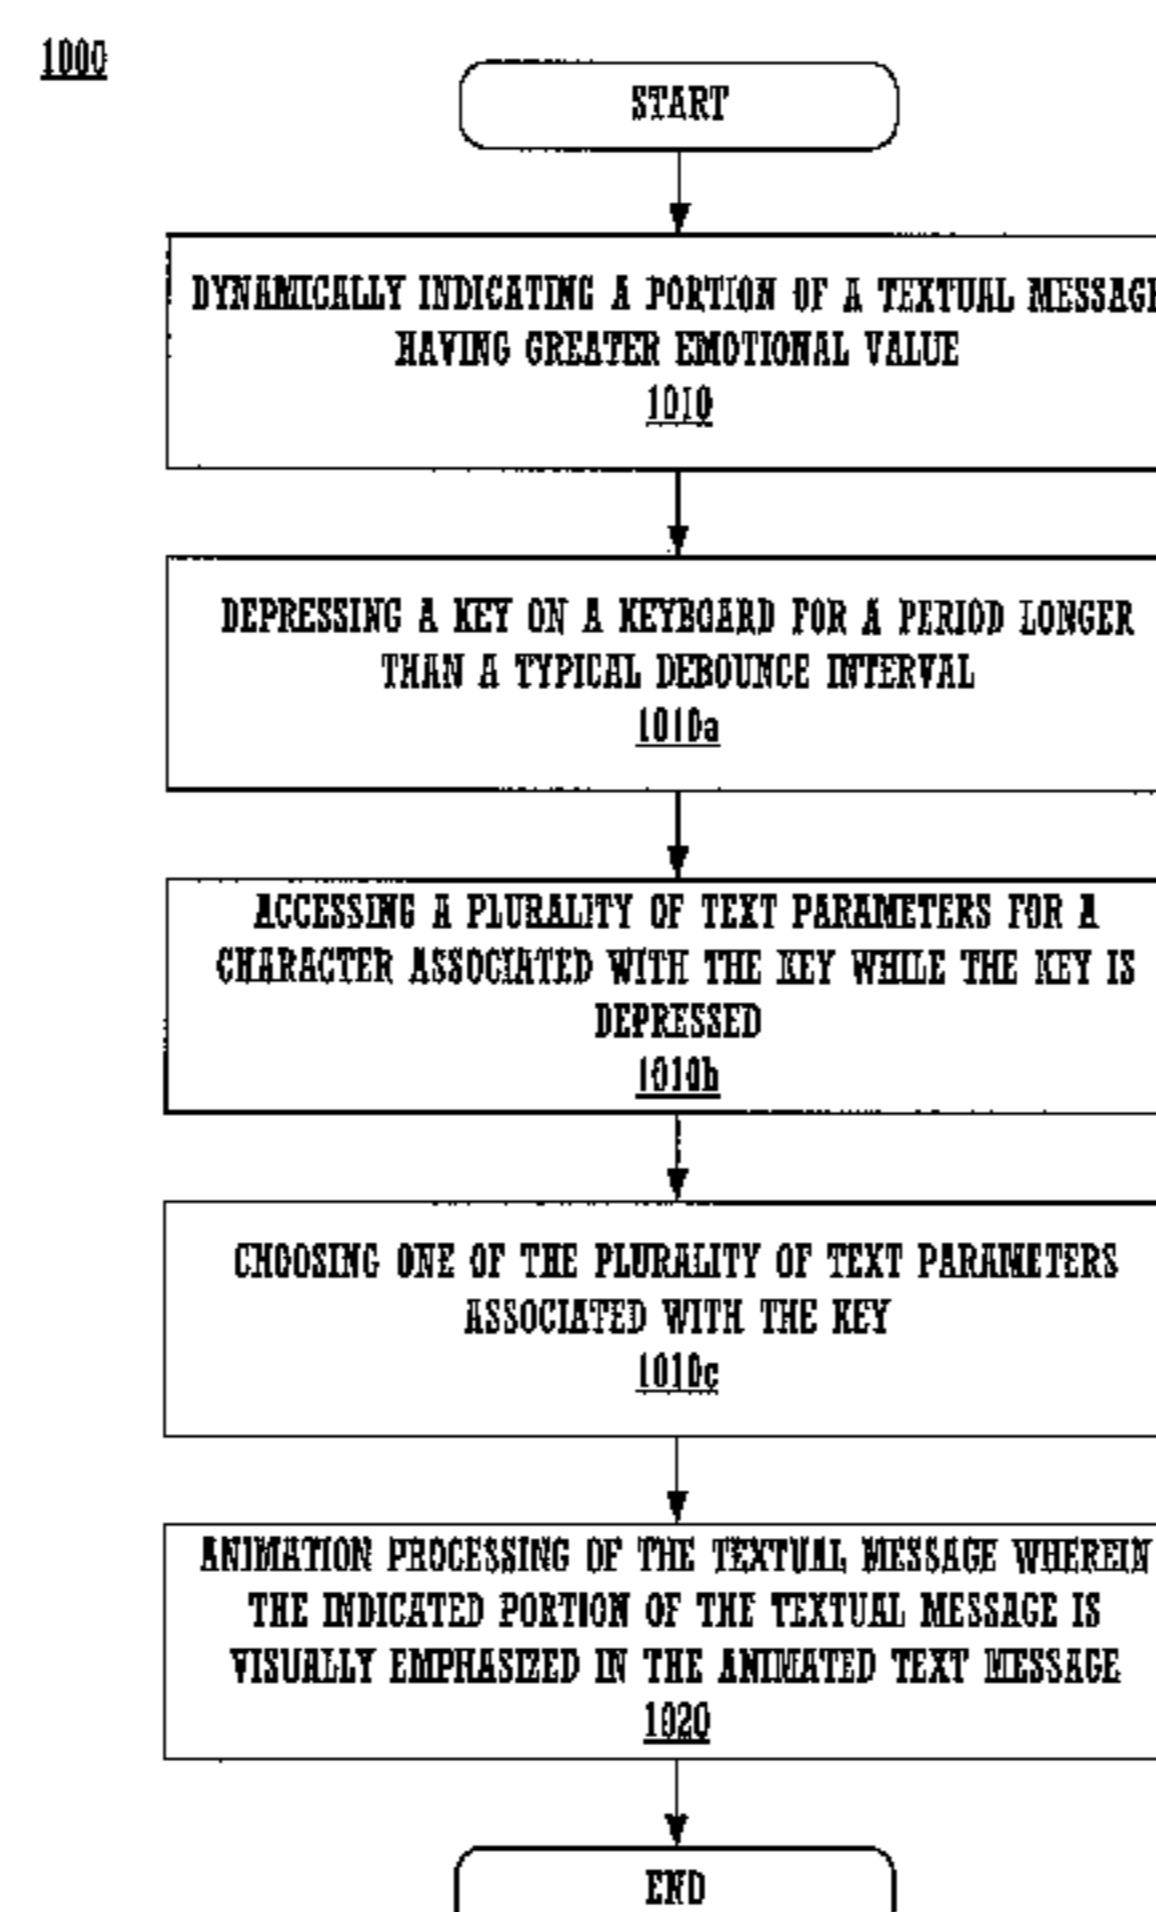 1000
START
DYNAMICALLY INDICATING A PORTION OF A TEXTUAL MESSAGE
HAVING GREATER EMOTIONAL VALUE
1010
DEPRESSING A KEY ON A KEYBOARD FOR A PERIOD LONGER
THAN A TYPICAL DEBOUNCE INTERVAL
1010a
ACCESSING A PLURALITY OF TEXT PARAMETERS FOR A
CHARACTER ASSOCIATED WITH THE KEY WHILE THE KEY IS
DEPRESSED
1010b
CHOOSING ONE OF THE PLURALITY OF TEXT PARAMETERS
ASSOCIATED WITH THE KEY
1010c
ANIMATION PROCESSING OF THE TEXTUAL MESSAGE WHEREIN
THE INDICATED PORTION OF THE TEXTUAL MESSAGE IS
VISUALLY EMPHASIZED IN THE ANIMATED TEXT MESSAGE
1020
END